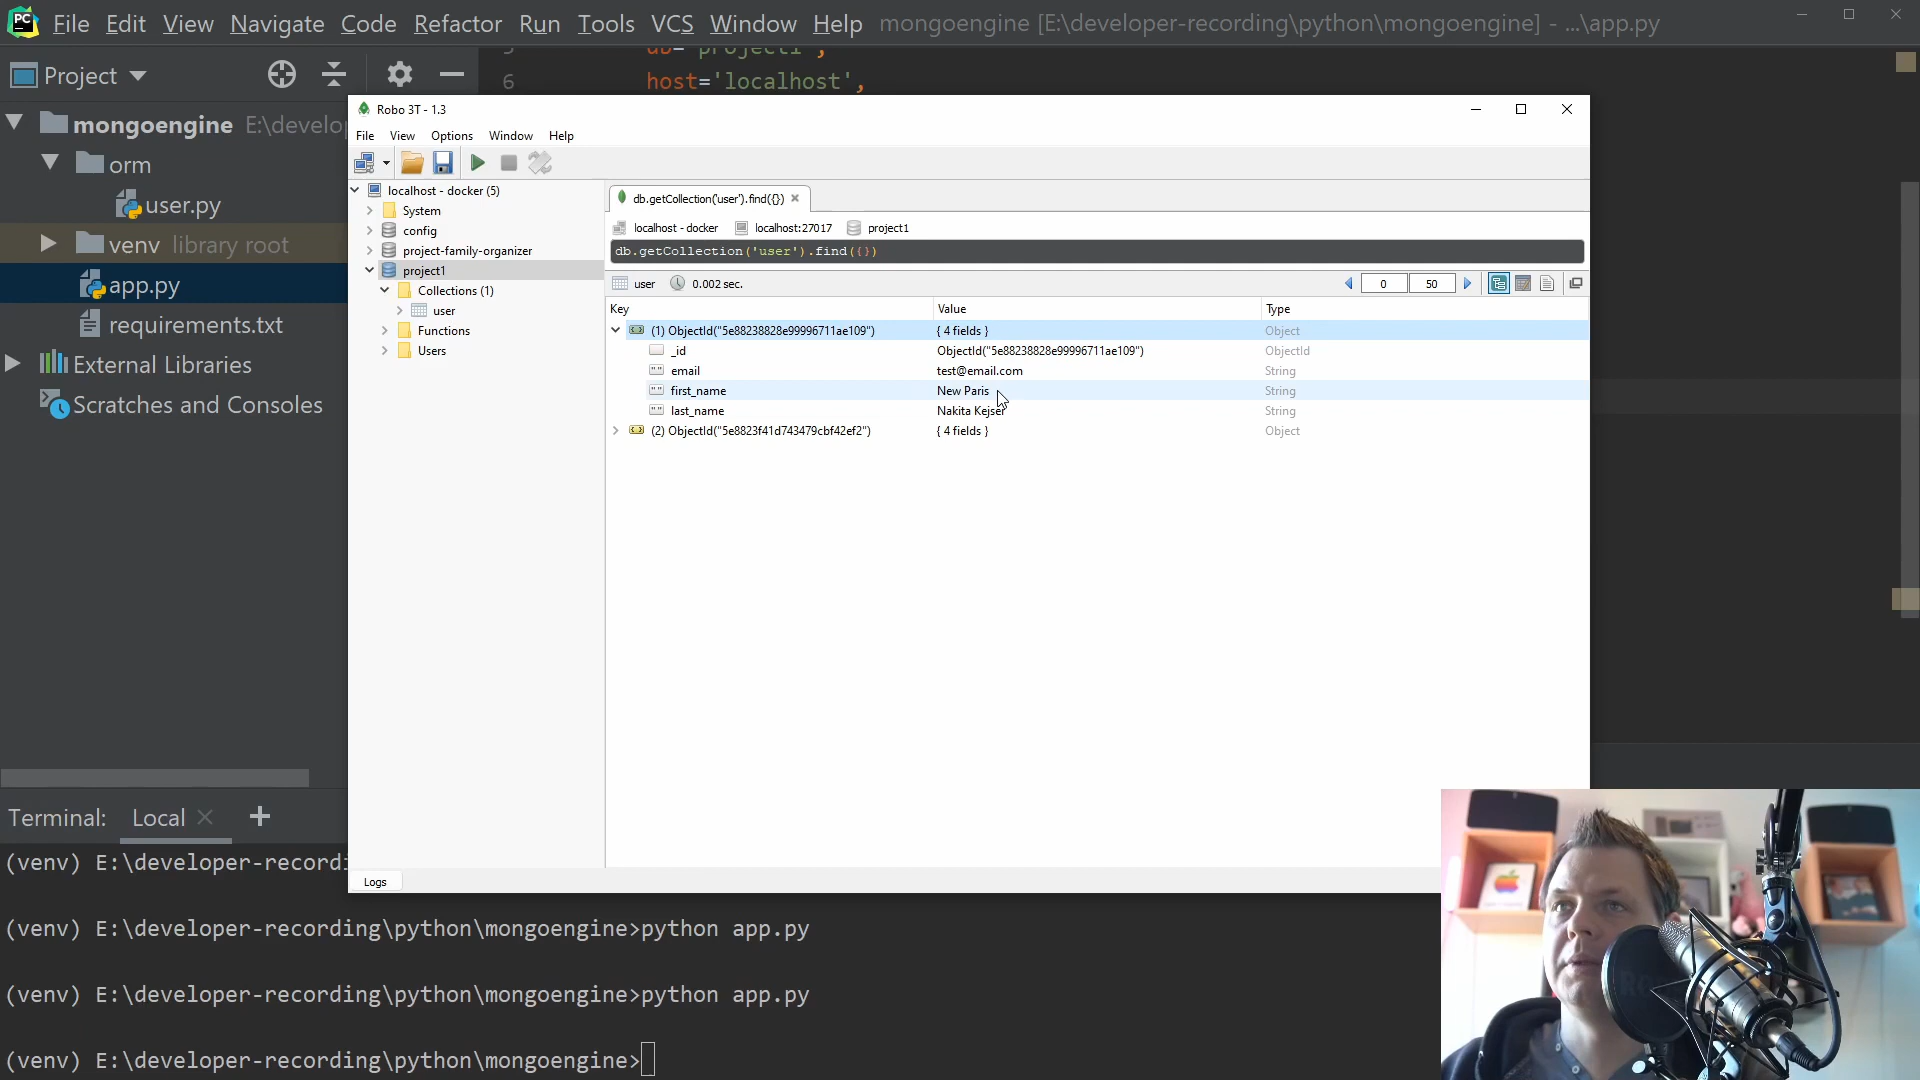 PC File Edit View Navigate Code Refactor Run Tools VCS Window Help mongoengine [E:\developer-recording\python\mongoengine] - ...\app.py
Project
5 db='project1',
6 host='localhost',
mongoengine E:\develop
orm
user.py
venv library root
app.py
requirements.txt
External Libraries
Scratches and Consoles
Robo 3T - 1.3
File View Options Window Help
localhost - docker (5)
System
config
project-family-organizer
project1
Collections (1)
user
Functions
Users
db.getCollection('user').find({})
localhost - docker localhost:27017 project1
db.getCollection('user').find({})
user 0.002 sec. 0 50
Key Value Type
(1) ObjectId("5e88238828e99996711ae109") { 4 fields } Object
_id ObjectId("5e88238828e99996711ae109") ObjectId
email test@email.com String
first_name New Paris String
last_name Nakita Kejser String
(2) ObjectId("5e8823f41d743479cbf42ef2") { 4 fields } Object
Logs
Terminal: Local
(venv) E:\developer-recordi
(venv) E:\developer-recording\python\mongoengine>python app.py
(venv) E:\developer-recording\python\mongoengine>python app.py
(venv) E:\developer-recording\python\mongoengine>